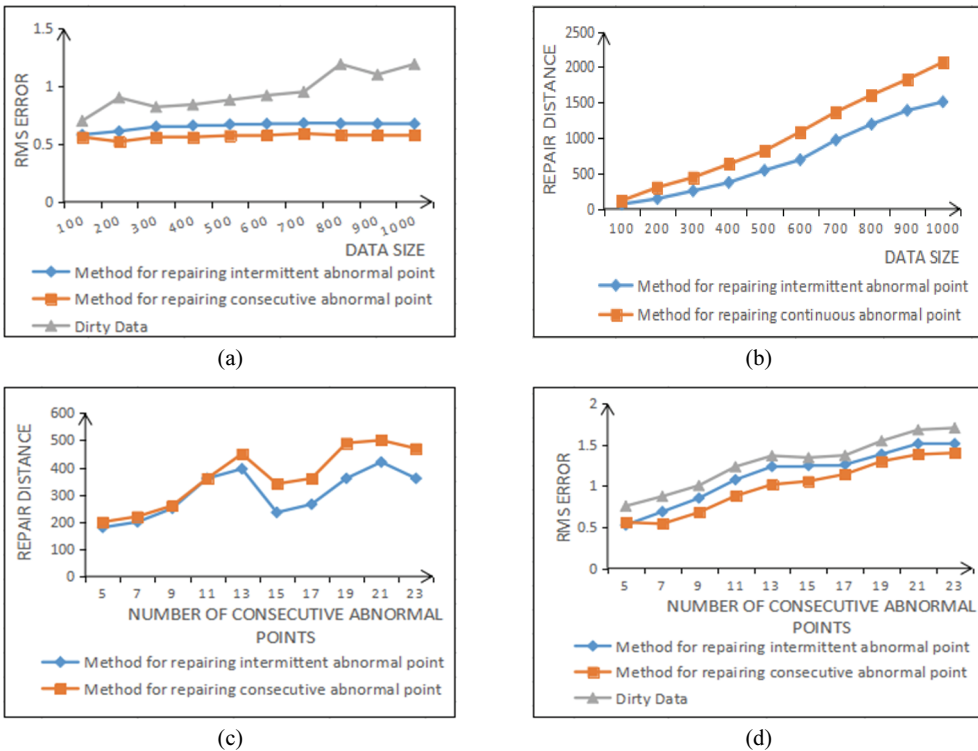 1.5
1
0.5
0
RMS ERROR
100 200 300 400 500 600 700 800 900 1000
DATA SIZE
Method for repairing intermittent abnormal point
Method for repairing consecutive abnormal point
Dirty Data
(a)
2500
2000
1500
1000
500
0
REPAIR DISTANCE
100 200 300 400 500 600 700 800 900 1000
DATA SIZE
Method for repairing intermittent abnormal point
Method for repairing continuous abnormal point
(b)
600
500
400
300
200
100
0
REPAIR DISTANCE
5 7 9 11 13 15 17 19 21 23
NUMBER OF CONSECUTIVE ABNORMAL
POINTS
Method for repairing intermittent abnormal point
Method for repairing consecutive abnormal point
(c)
2
1.5
1
0.5
0
RMS ERROR
5 7 9 11 13 15 17 19 21 23
NUMBER OF CONSECUTIVE ABNORMAL
POINTS
Method for repairing intermittent abnormal point
Method for repairing consecutive abnormal point
Dirty Data
(d)